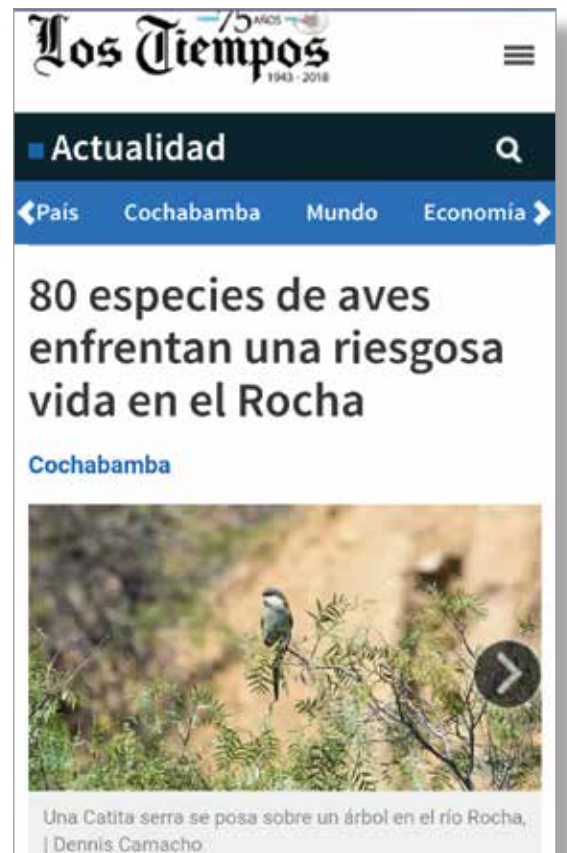 75 AÑOS
Los Tiempos
1943 - 2018
Actualidad
País Cochabamba Mundo Economía
80 especies de aves
enfrentan una riesgosa
vida en el Rocha
Cochabamba
Una Catita serra se posa sobre un árbol en el río Rocha,
| Dennis Camacho